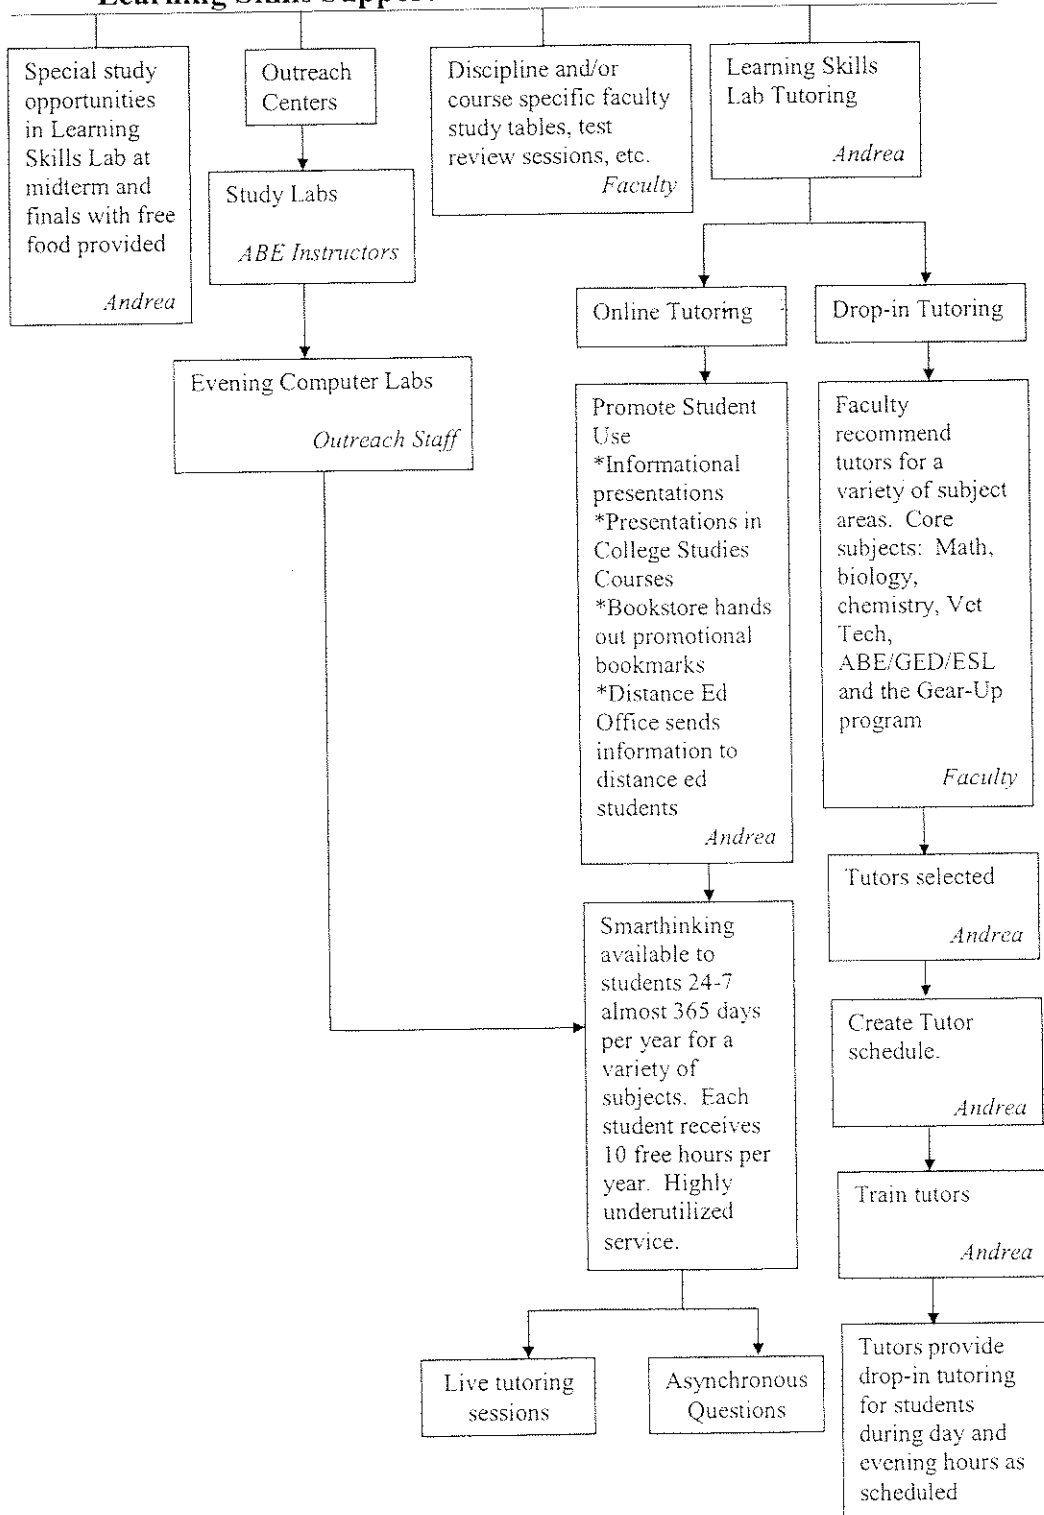 Learning Skills Support
Special study
opportunities
in Learning
Skills Lab at
midterm and
finals with free
food provided
Andrea
Outreach
Centers
Study Labs
ABE Instructors
Evening Computer Labs
Outreach Staff
Discipline and/or
course specific faculty
study tables, test
review sessions, etc.
Faculty
Learning Skills
Lab Tutoring
Andrea
Online Tutoring
Promote Student
Use
*Informational
presentations
*Presentations in
College Studies
Courses
*Bookstore hands
out promotional
bookmarks
*Distance Ed
Office sends
information to
distance ed
students
Andrea
Smarthinking
available to
students 24-7
almost 365 days
per year for a
variety of
subjects. Each
student receives
10 free hours per
year. Highly
underutilized
service.
Live tutoring
sessions
Asynchronous
Questions
Drop-in Tutoring
Faculty
recommend
tutors for a
variety of subject
areas. Core
subjects: Math,
biology,
chemistry, Vet
Tech,
ABE/GED/ESL
and the Gear-Up
program
Faculty
Tutors selected
Andrea
Create Tutor
schedule.
Andrea
Train tutors
Andrea
Tutors provide
drop-in tutoring
for students
during day and
evening hours as
scheduled